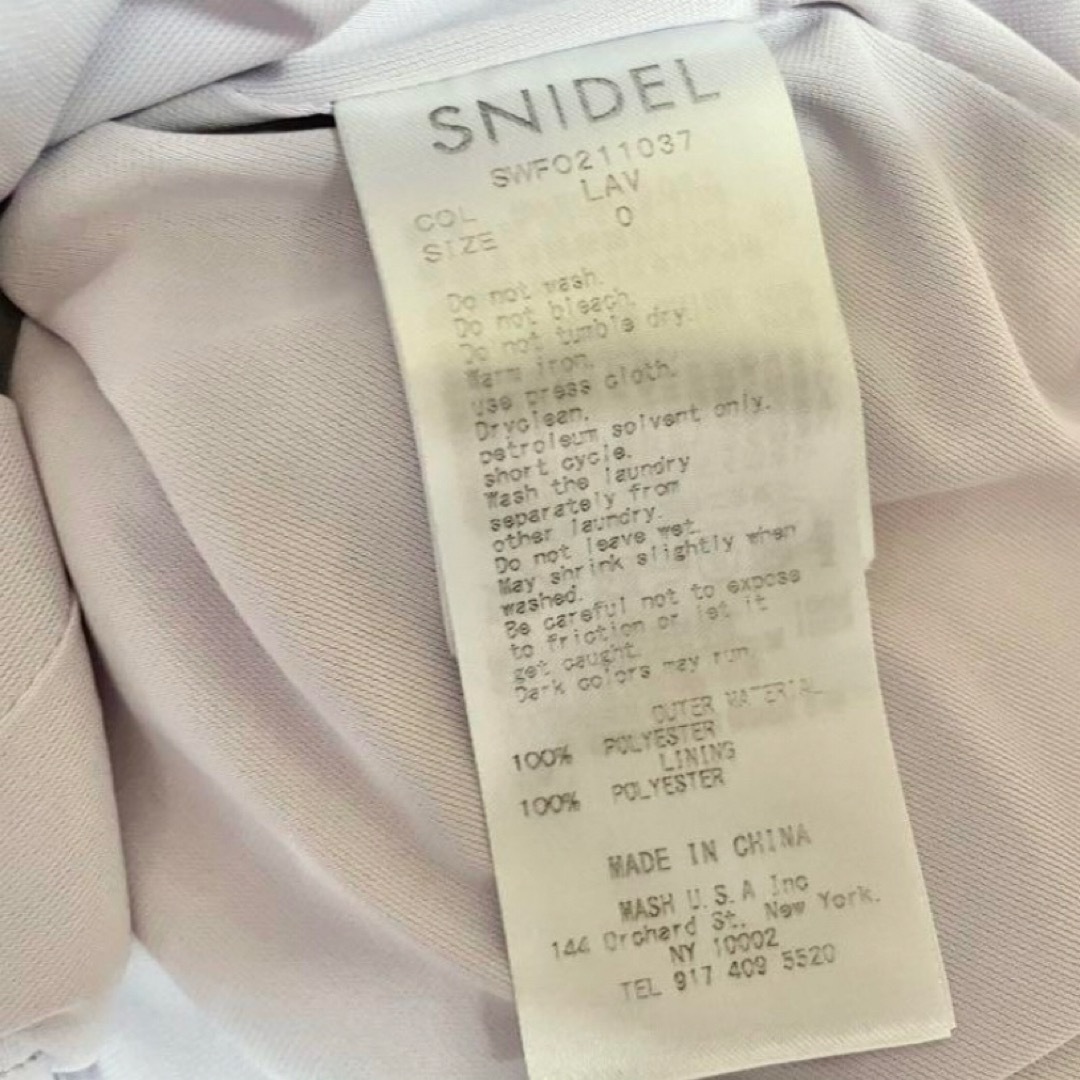 SNIDEL
SWFO211037
COL LAV
SIZE 0
Do not wash.
Do not bleach.
Do not tumble dry.
Warm iron.
use press cloth.
Dryclean.
petroleum solvent only.
short cycle.
Wash the laundry
separately from
other laundry.
Do not leave wet.
May shrink slightly when
washed.
Be careful not to expose
to friction or let it
get caught.
Dark colors may run.
OUTER MATERIAL
100% POLYESTER
LINING
100% POLYESTER
MADE IN CHINA
MASH U.S.A Inc
144 Orchard St. New York.
NY 10002
TEL 917 409 5520